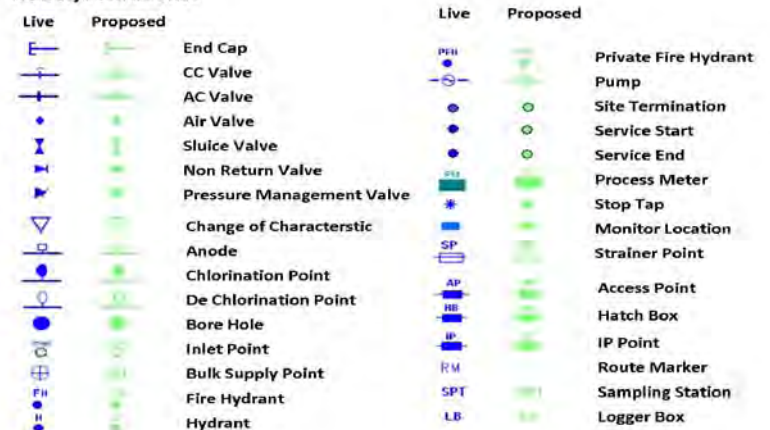 Live Proposed
End Cap
CC Valve
AC Valve
Air Valve
Sluice Valve
Non Return Valve
Pressure Management Valve
Change of Characterstic
Anode
Chlorination Point
De Chlorination Point
Bore Hole
Inlet Point
Bulk Supply Point
FH Fire Hydrant
H Hydrant
Live Proposed
PFH Private Fire Hydrant
Pump
Site Termination
Service Start
Service End
Process Meter
Stop Tap
Monitor Location
SP Strainer Point
AP Access Point
HB Hatch Box
IP IP Point
RM Route Marker
SPT Sampling Station
LB Logger Box